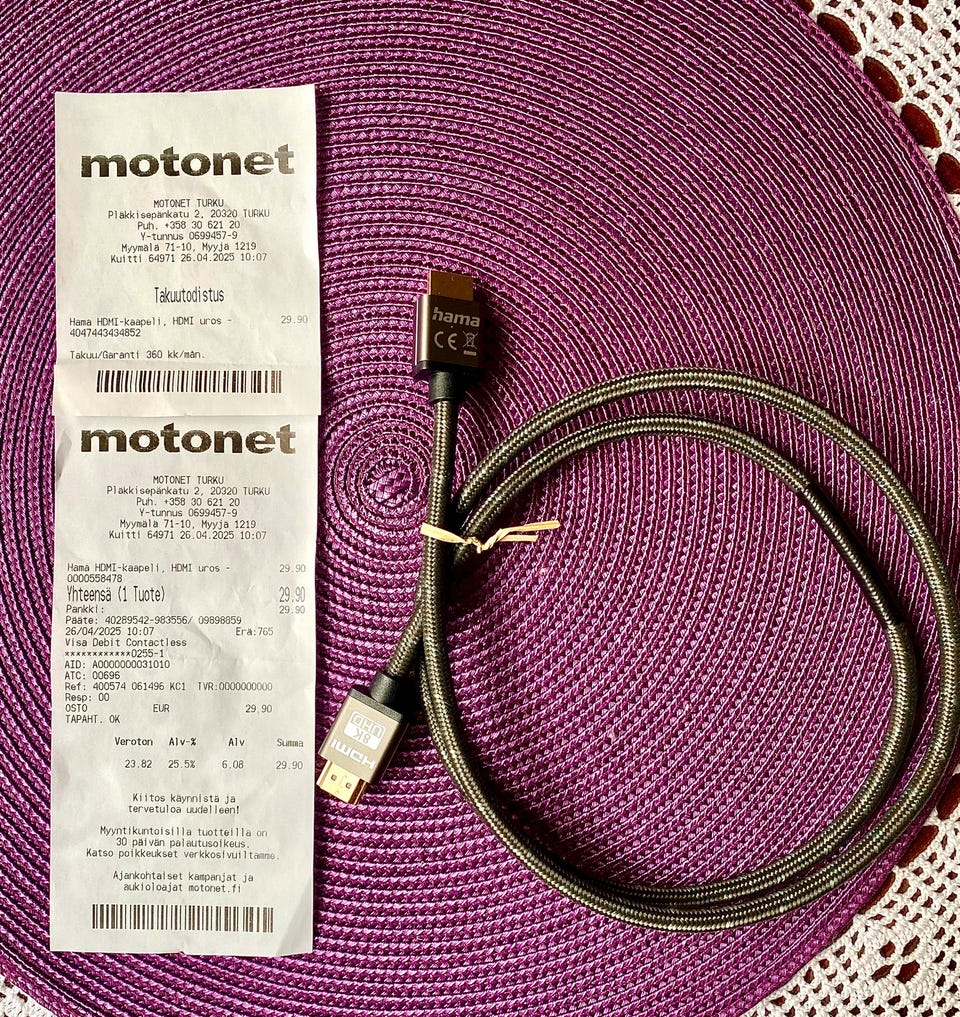 motonet
MOTONET TURKU
Pläkkisepänkatu 2, 20320 TURKU
Puh. +358 30 621 20
Y-tunnus 0699457-9
Myymälä 71-10, Myyjä 1219
Kuitti 64971 26.04.2025 10:07
Takuutodistus
Hama HDMI-kaapeli, HDMI uros - 29.90
4047443434852
Takuu/Garanti 360 kk/mån.
motonet
MOTONET TURKU
Pläkkisepänkatu 2, 20320 TURKU
Puh. +358 30 621 20
Y-tunnus 0699457-9
Myymälä 71-10, Myyjä 1219
Kuitti 64971 26.04.2025 10:07
Hama HDMI-kaapeli, HDMI uros - 29.90
0000558478
Yhteensä (1 Tuote) 29.90
Pankki: 29.90
Pääte: 40289542-983556/ 09898859
26/04/2025 10:07 Erä:765
Visa Debit Contactless
************0255-1
AID: A0000000031010
ATC: 00696
Ref: 400574 061496 KC1 TVR:0000000000
Resp: 00
OSTO EUR 29,90
TAPAHT. OK
Veroton Alv-% Alv Summa
23.82 25.5% 6.08 29.90
Kiitos käynnistä ja
tervetuloa uudelleen!
Myyntikuntoisilla tuotteilla on
30 päivän palautusoikeus.
Katso poikkeukset verkkosivuiltamme.
Ajankohtaiset kampanjat ja
aukioloajat motonet.fi
hama
CE
HDMI
8K
UHD